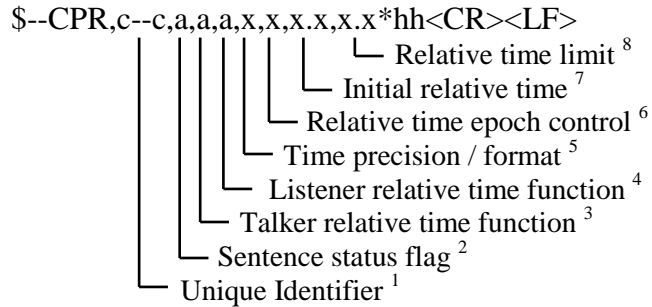 $--CPR,c--c,a,a,a,x,x,x.x,x.x*hh<CR><LF>
Relative time limit 8
Initial relative time 7
Relative time epoch control 6
Time precision / format 5
Listener relative time function 4
Talker relative time function 3
Sentence status flag 2
Unique Identifier 1